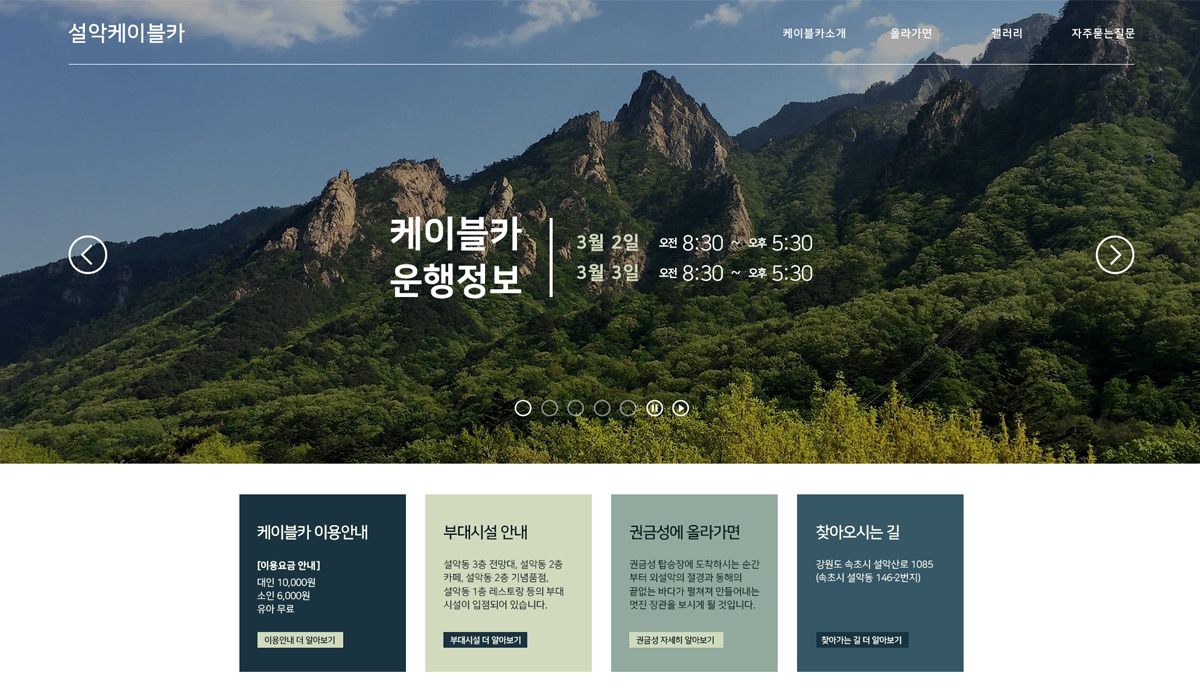 설악케이블카
케이블카소개 올라가면 갤러리 자주묻는질문
케이블카
운행정보
3월 2일 오전 8:30 ~ 오후 5:30
3월 3일 오전 8:30 ~ 오후 5:30
케이블카 이용안내
[이용요금 안내]
대인 10,000원
소인 6,000원
유아 무료
이용안내 더 알아보기
부대시설 안내
설악동 3층 전망대, 설악동 2층
카페, 설악동 2층 기념품점,
설악동 1층 레스토랑 등의 부대
시설이 입점되어 있습니다.
부대시설 더 알아보기
권금성에 올라가면
권금성 탑승장에 도착하시는 순간
부터 외설악의 절경과 동해의
끝없는 바다가 펼쳐져 만들어내는
멋진 장관을 보시게 될 것입니다.
권금성 자세히 알아보기
찾아오시는 길
강원도 속초시 설악산로 1085
(속초시 설악동 146-2번지)
찾아가는 길 더 알아보기